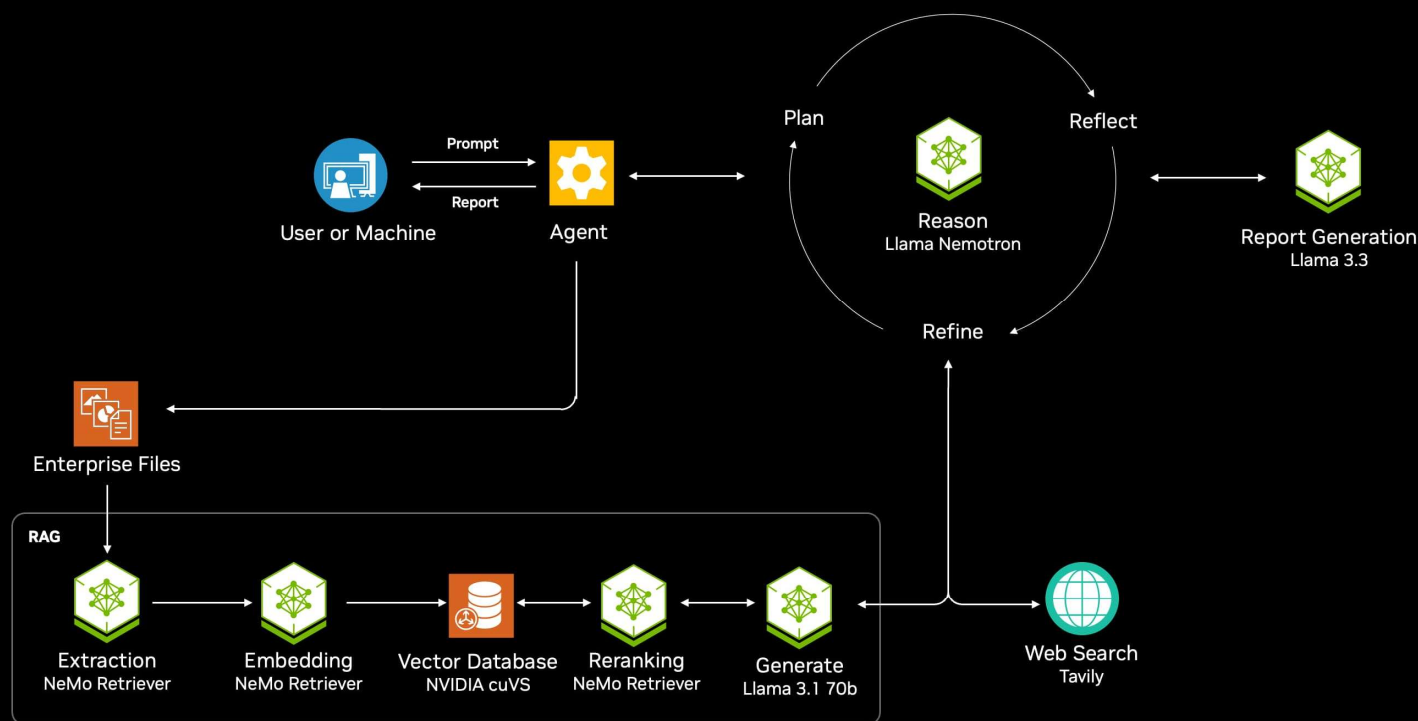 Plan
Reflect
Prompt
Report
User or Machine
Agent
Reason
Llama Nemotron
Report Generation
Llama 3.3
Refine
Enterprise Files
RAG
Extraction
NeMo Retriever
Embedding
NeMo Retriever
Vector Database
NVIDIA cuVS
Reranking
NeMo Retriever
Generate
Llama 3.1 70b
Web Search
Tavily